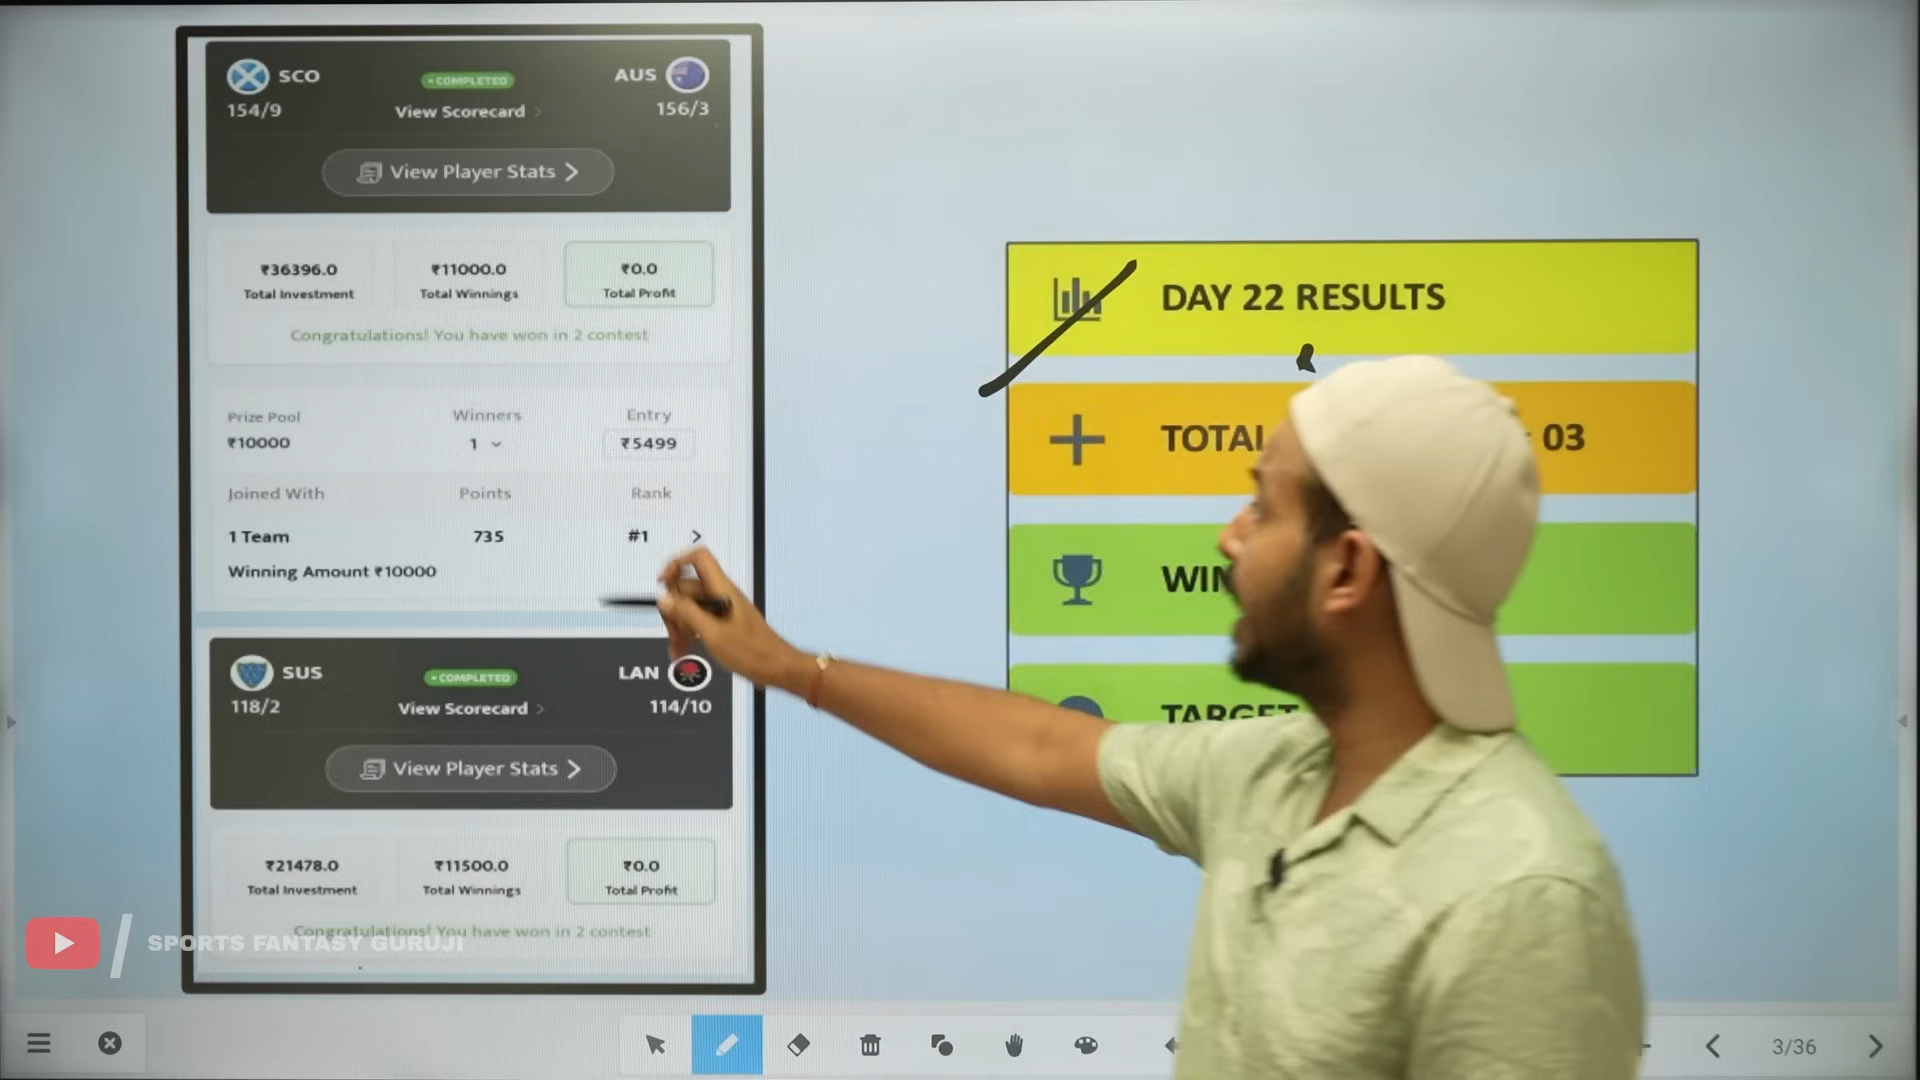 SCO
COMPLETED
AUS
154/9
View Scorecard
156/3
View Player Stats
₹36396.0
₹11000.0
₹0.0
Total Investment
Total Winnings
Total Profit
Congratulations! You have won in 2 contest
Prize Pool
Winners
Entry
₹10000
1
₹5499
Joined With
Points
Rank
1 Team
735
#1
Winning Amount ₹10000
SUS
COMPLETED
LAN
118/2
View Scorecard
114/10
View Player Stats
₹21478.0
₹11500.0
₹0.0
Total Investment
Total Winnings
Total Profit
Congratulations! You have won in 2 contest
SPORTS FANTASY GURUJI
DAY 22 RESULTS
TOTAL : 03
WIN
TARGET
3/36